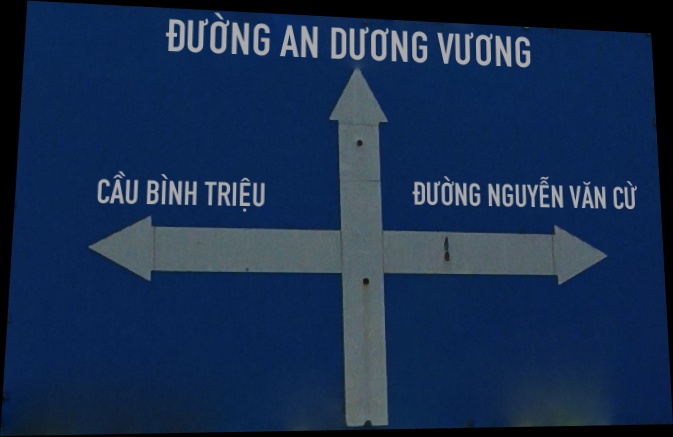 ĐƯỜNG AN DƯƠNG VƯƠNG
CẦU BÌNH TRIỆU
ĐƯỜNG NGUYỄN VĂN CỪ